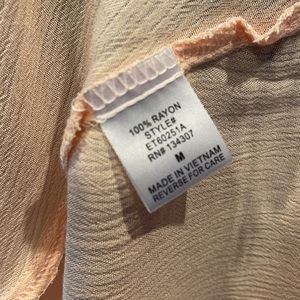 100% RAYON
STYLE#
ET60251A
RN# 134307
M
MADE IN VIETNAM
REVERSE FOR CARE